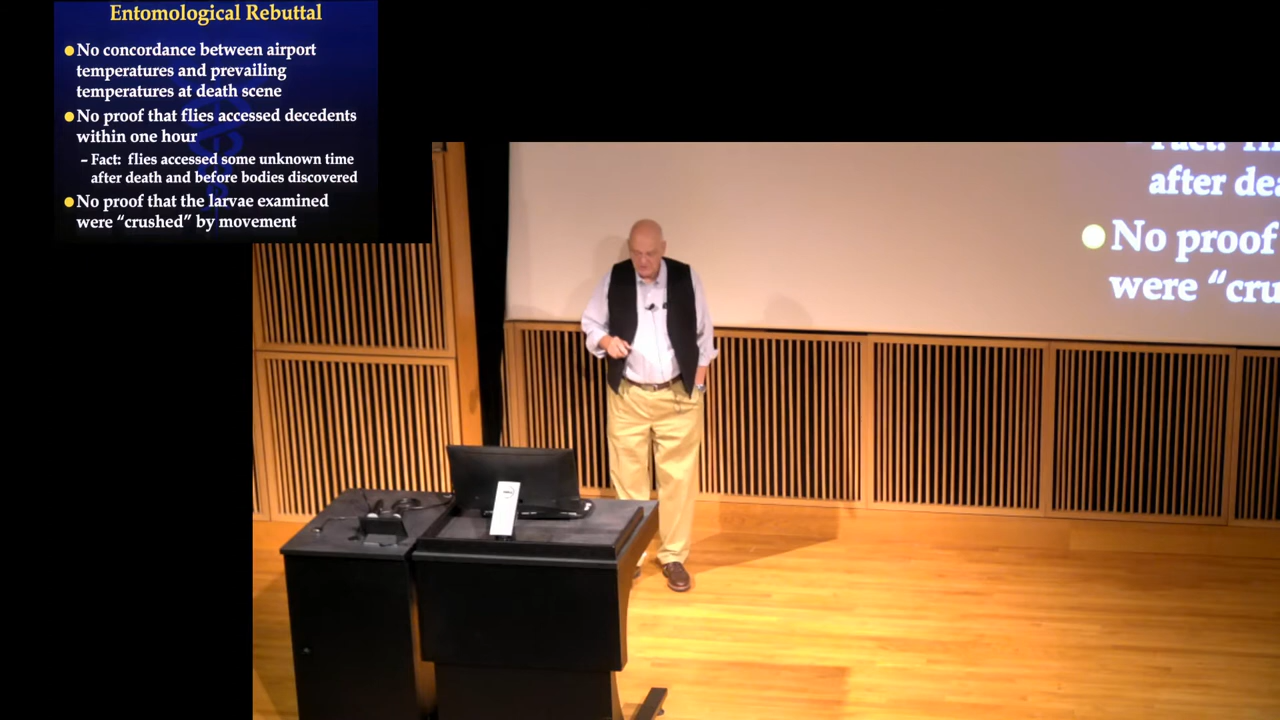 Entomological Rebuttal
No concordance between airport
temperatures and prevailing
temperatures at death scene
No proof that flies accessed decedents
within one hour
– Fact: flies accessed some unknown time
after death and before bodies discovered
No proof that the larvae examined
were “crushed” by movement
after dea
No proof
were “cru